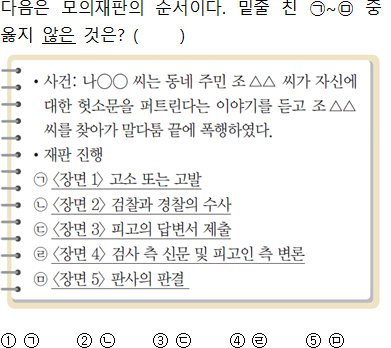 다음은 모의재판의 순서이다. 밑줄 친 ㉠~㉤ 중
옳지 않은 것은? (      )
• 사건: 나○○ 씨는 동네 주민 조△△ 씨가 자신에
대한 헛소문을 퍼트린다는 이야기를 듣고 조△△
씨를 찾아가 말다툼 끝에 폭행하였다.
• 재판 진행
㉠ 〈장면 1〉 고소 또는 고발
㉡ 〈장면 2〉 검찰과 경찰의 수사
㉢ 〈장면 3〉 피고의 답변서 제출
㉣ 〈장면 4〉 검사 측 신문 및 피고인 측 변론
㉤ 〈장면 5〉 판사의 판결
① ㉠ ② ㉡ ③ ㉢ ④ ㉣ ⑤ ㉤